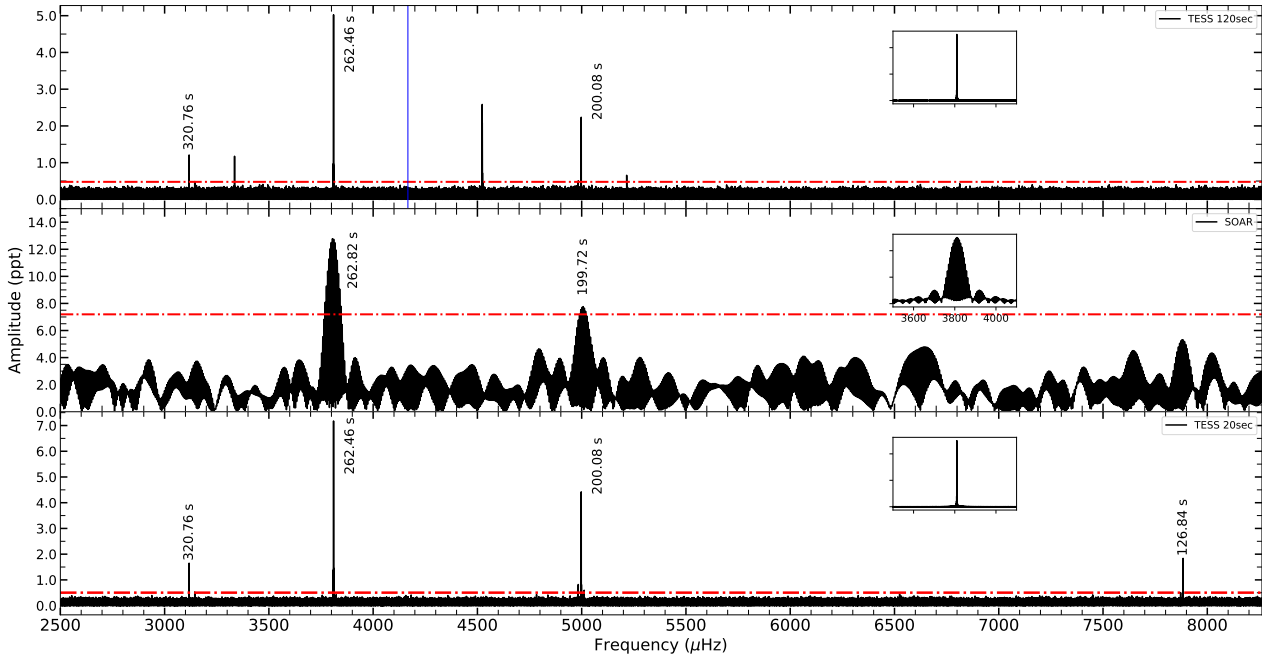 5.0
4.0
3.0
2.0
1.0
0.0
320.76 s
262.46 s
200.08 s
TESS 120sec
14.0
12.0
10.0
8.0
6.0
4.0
2.0
0.0
Amplitude (ppt)
262.82 s
199.72 s
SOAR
3600 3800 4000
7.0
6.0
5.0
4.0
3.0
2.0
1.0
0.0
320.76 s
262.46 s
200.08 s
126.84 s
TESS 20sec
2500 3000 3500 4000 4500 5000 5500 6000 6500 7000 7500 8000
Frequency (μHz)